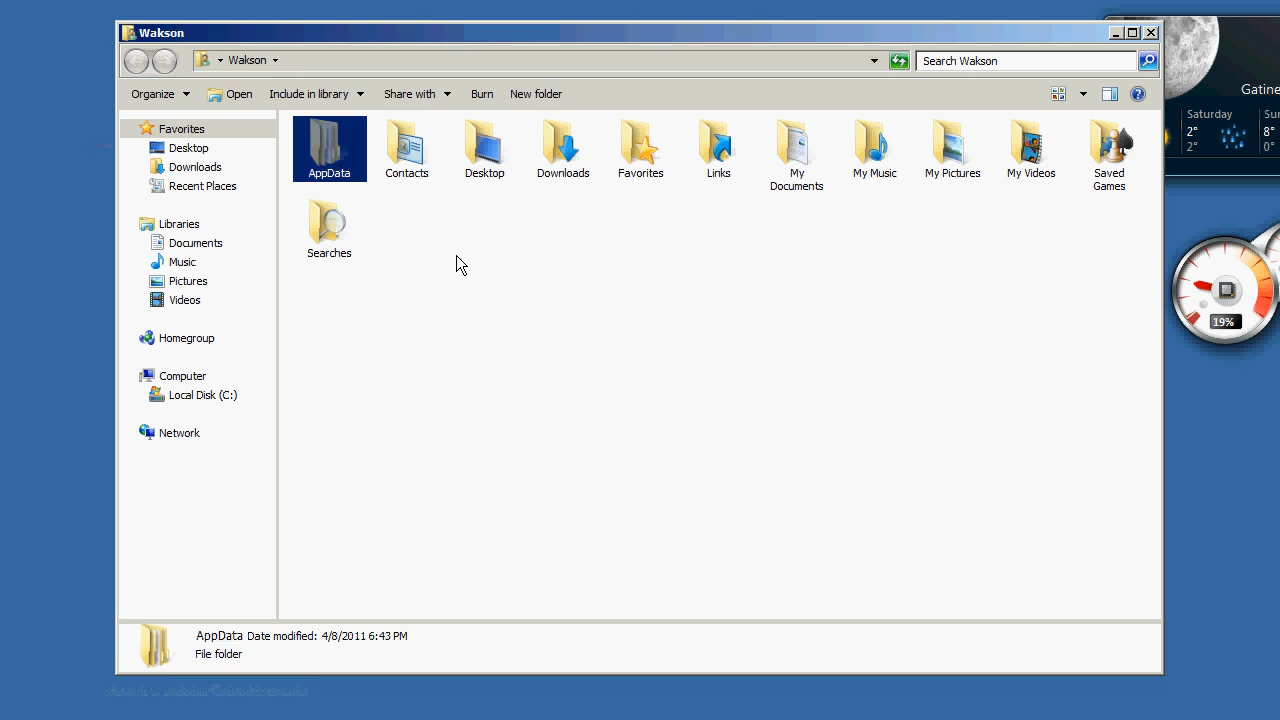 Wakson
Wakson
Search Wakson
Organize
Open
Include in library
Share with
Burn
New folder
Favorites
Desktop
Downloads
Recent Places
Libraries
Documents
Music
Pictures
Videos
Homegroup
Computer
Local Disk (C:)
Network
AppData
Contacts
Desktop
Downloads
Favorites
Links
My
Documents
My Music
My Pictures
My Videos
Saved
Games
Searches
AppData Date modified: 4/8/2011 6:43 PM
File folder
Gatine
Saturday
Sun
2°
8°
2°
0°
19%